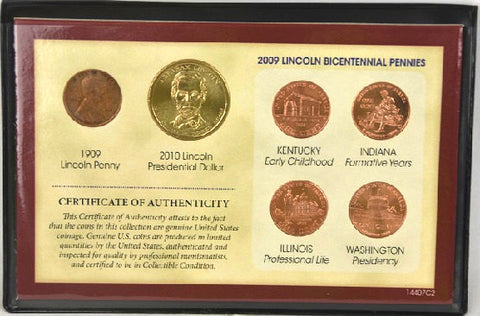 2009 LINCOLN BICENTENNIAL PENNIES
1909
Lincoln Penny
2010 Lincoln
Presidential Dollar
KENTUCKY
Early Childhood
INDIANA
Formative Years
ILLINOIS
Professional Life
WASHINGTON
Presidency
CERTIFICATE OF AUTHENTICITY
This Certificate of Authenticity attests to the fact
that the coins in this collection are genuine United States
coinage. Genuine U.S. coins are produced in limited
quantities by the United States, authenticated and
inspected for quality by professional numismatists,
and certified to be in Collectible Condition.
14407C2